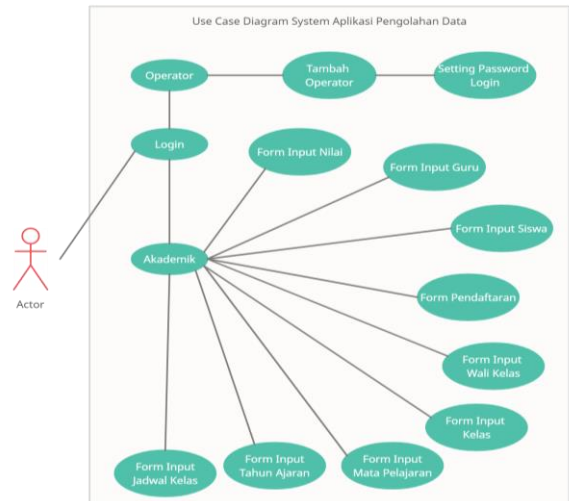 Use Case Diagram System Aplikasi Pengolahan Data
Operator
Tambah
Operator
Setting Password
Login
Login
Form Input Nilai
Form Input Guru
Form Input Siswa
Akademik
Actor
Form Pendaftaran
Form Input
Wali Kelas
Form Input
Kelas
Form Input
Jadwal Kelas
Form Input
Tahun Ajaran
Form Input
Mata Pelajaran